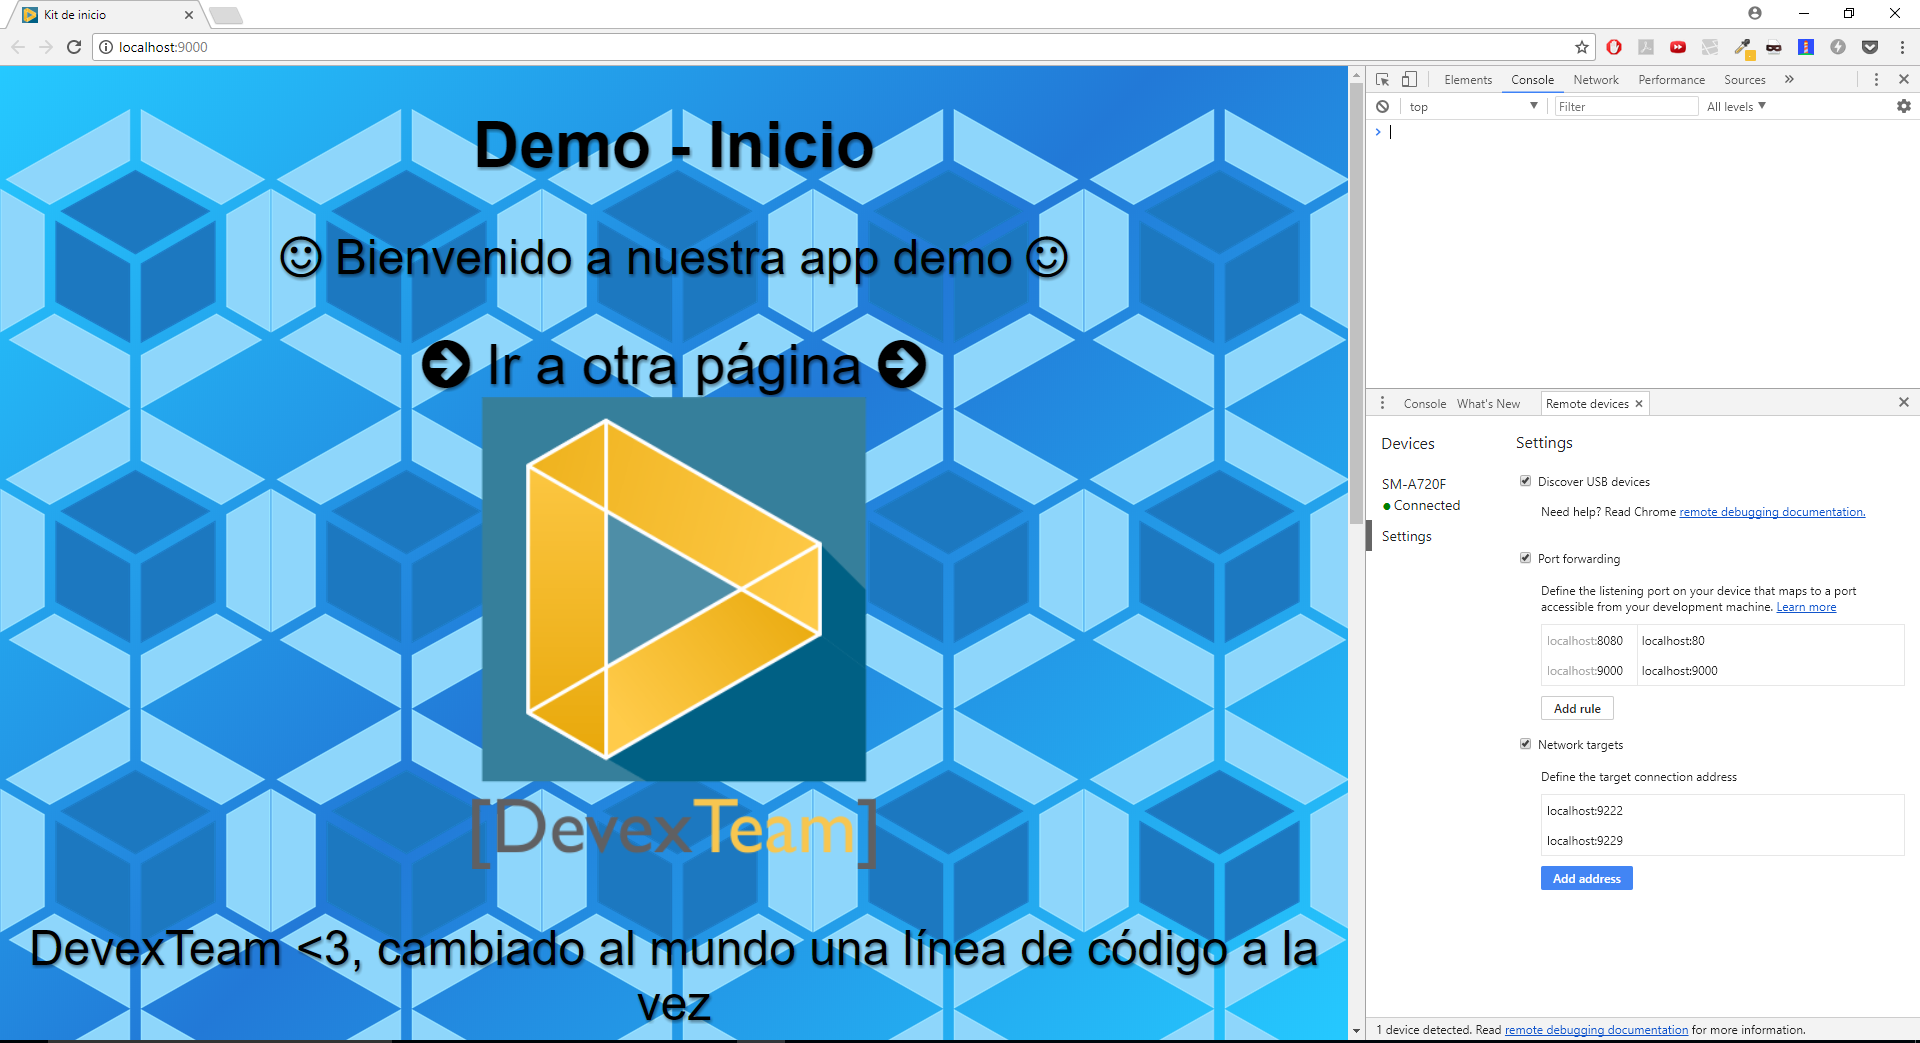 Kit de inicio
localhost:9000
Demo - Inicio
Bienvenido a nuestra app demo
Ir a otra página
[DevexTeam]
DevexTeam <3, cambiado al mundo una línea de código a la
vez
Elements Console Network Performance Sources
top Filter All levels
Console What's New Remote devices
Devices
SM-A720F
Connected
Settings
Settings
Discover USB devices
Need help? Read Chrome remote debugging documentation.
Port forwarding
Define the listening port on your device that maps to a port
accessible from your development machine. Learn more
localhost:8080 localhost:80
localhost:9000 localhost:9000
Add rule
Network targets
Define the target connection address
localhost:9222
localhost:9229
Add address
1 device detected. Read remote debugging documentation for more information.